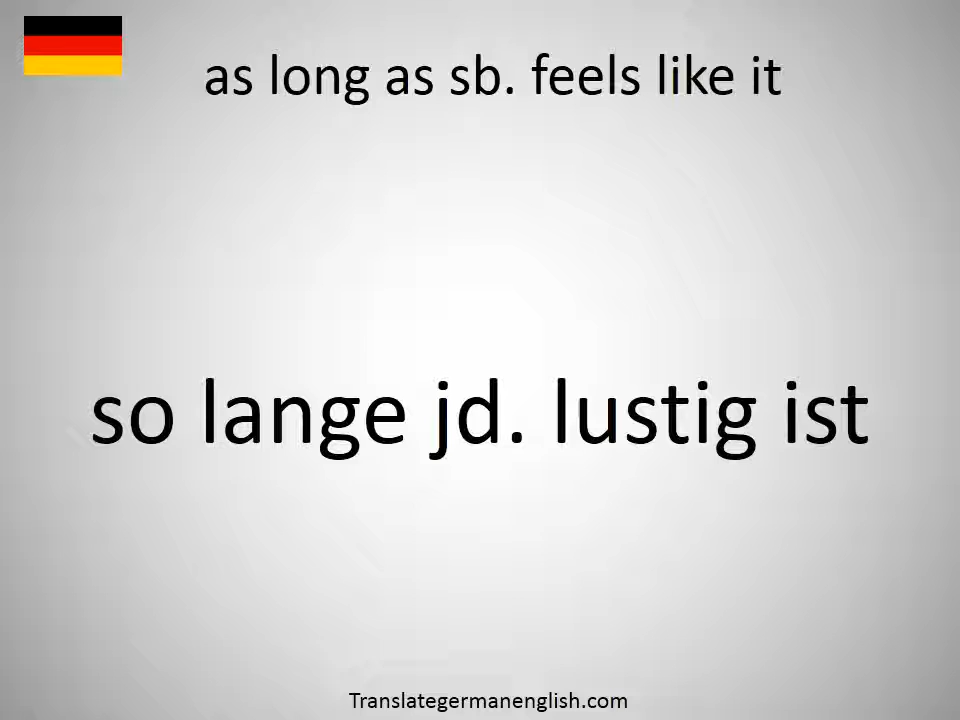 as long as sb. feels like it
so lange jd. lustig ist
Translategermanenglish.com